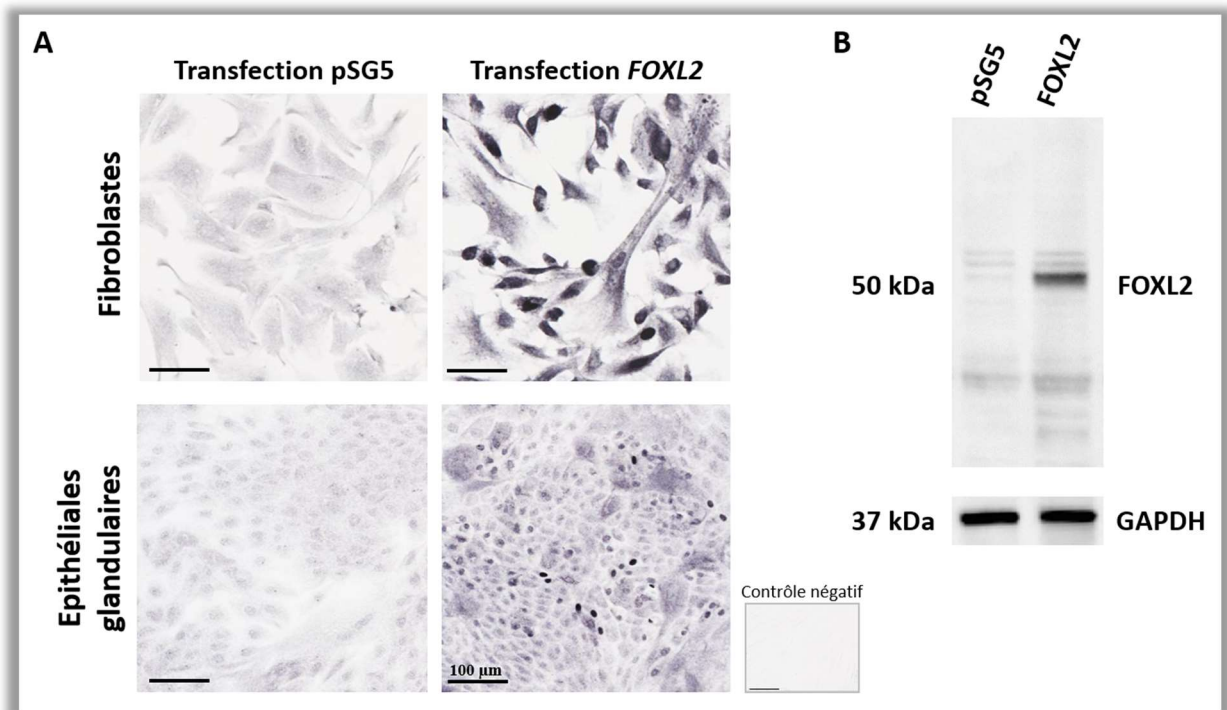 A
Transfection pSG5
Transfection FOXL2
Fibroblastes
Epithéliales
glandulaires
100 µm
Contrôle négatif
B
pSG5
FOXL2
50 kDa
FOXL2
37 kDa
GAPDH